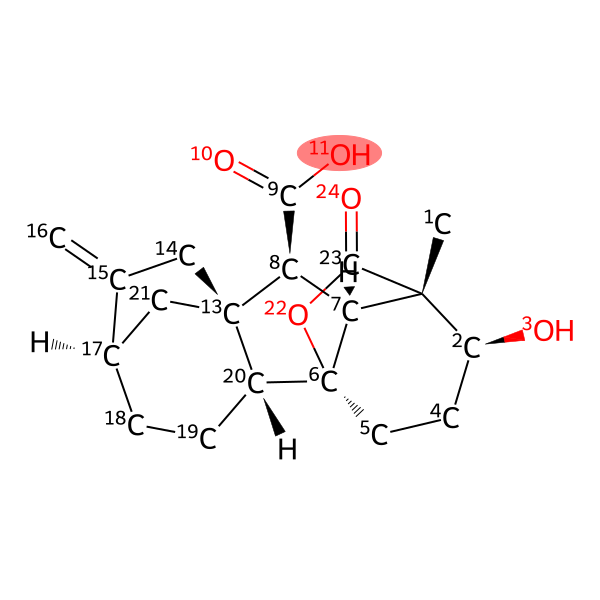 ¹⁰O ¹¹OH
⁹C ²⁴O
¹⁶C ¹⁴C ¹C
⁸C ²³C
H
¹⁵C ²¹C
¹³C ²²O ⁷C
H ¹⁷C ²C ³OH
²⁰C ⁶C
¹⁸C ¹⁹C ⁵C ⁴C
H